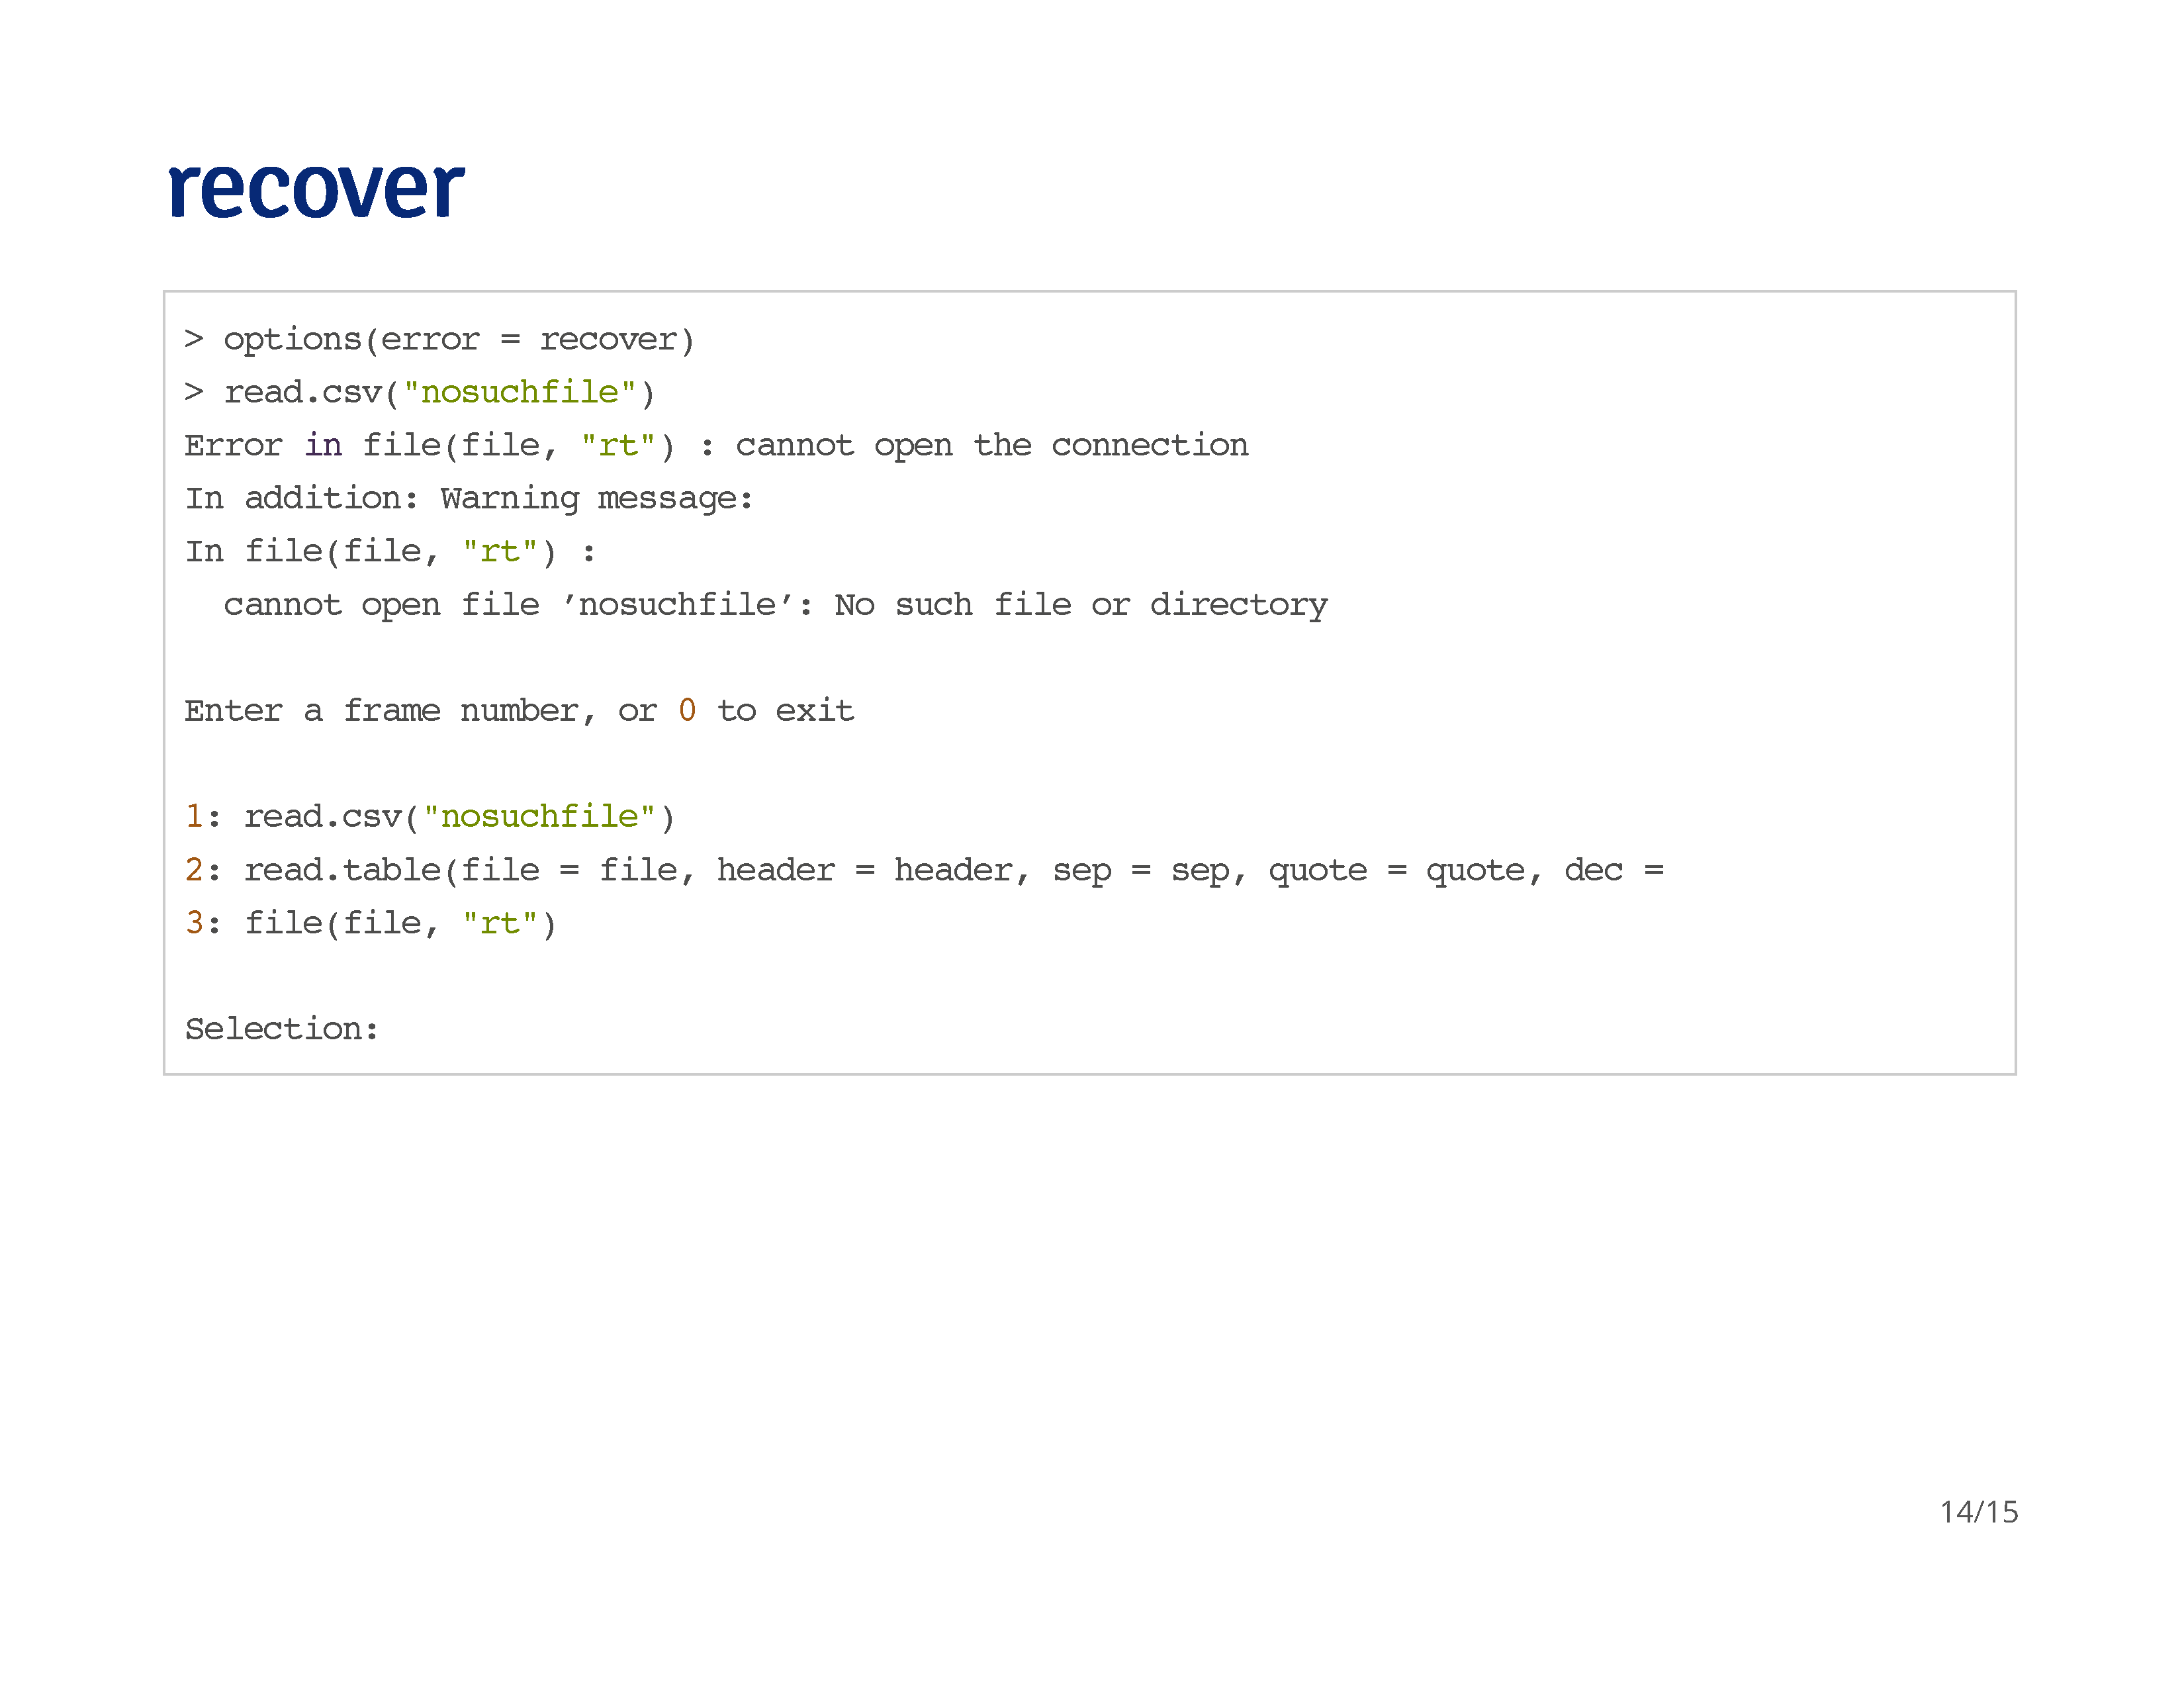 recover
> options(error = recover)
> read.csv("nosuchfile")
Error in file(file, "rt") : cannot open the connection
In addition: Warning message:
In file(file, "rt") :
  cannot open file ’nosuchfile’: No such file or directory
Enter a frame number, or 0 to exit
1: read.csv("nosuchfile")
2: read.table(file = file, header = header, sep = sep, quote = quote, dec =
3: file(file, "rt")
Selection:
14/15